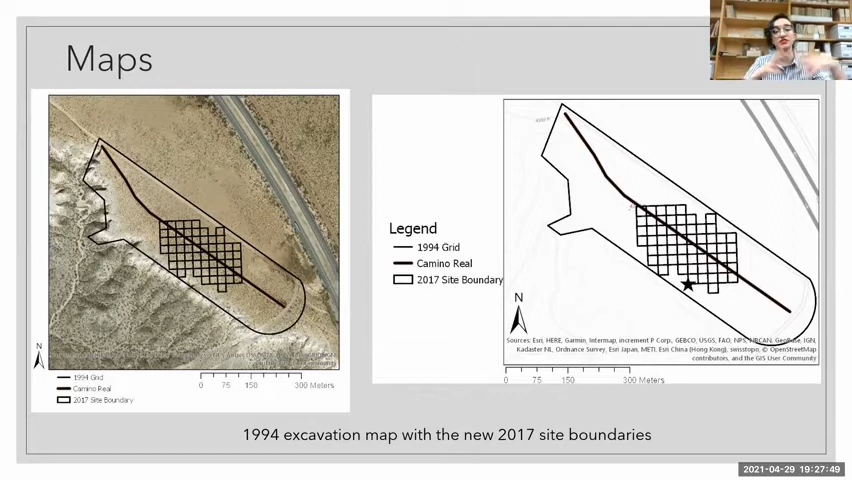 Maps
N
1994 Grid
Camino Real
2017 Site Boundary
0 75 150 300 Meters
Legend
1994 Grid
Camino Real
2017 Site Boundary
N
Sources: Esri, HERE, Garmin, Intermap, increment P Corp., GEBCO, USGS, FAO, NPS, NRCAN, GeoBase, IGN,
Kadaster NL, Ordnance Survey, Esri Japan, METI, Esri China (Hong Kong), swisstopo, © OpenStreetMap
contributors, and the GIS User Community
0 75 150 300 Meters
1994 excavation map with the new 2017 site boundaries
2021-04-29 19:27:49